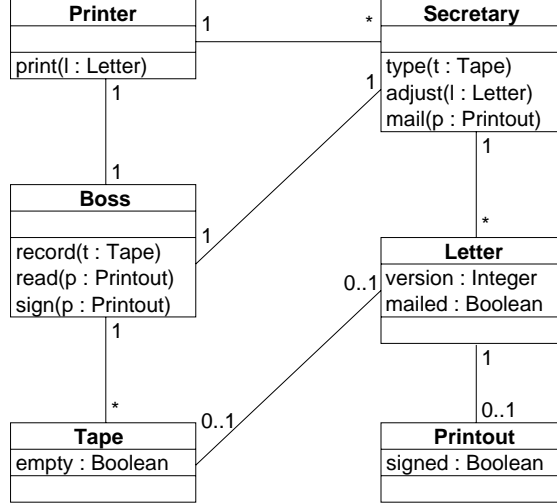 Printer
print(l : Letter)
1
*
Secretary
type(t : Tape)
adjust(l : Letter)
mail(p : Printout)
1
1
1
1
Boss
record(t : Tape)
read(p : Printout)
sign(p : Printout)
1
*
Letter
version : Integer
mailed : Boolean
0..1
1
1
*
0..1
0..1
Tape
empty : Boolean
Printout
signed : Boolean